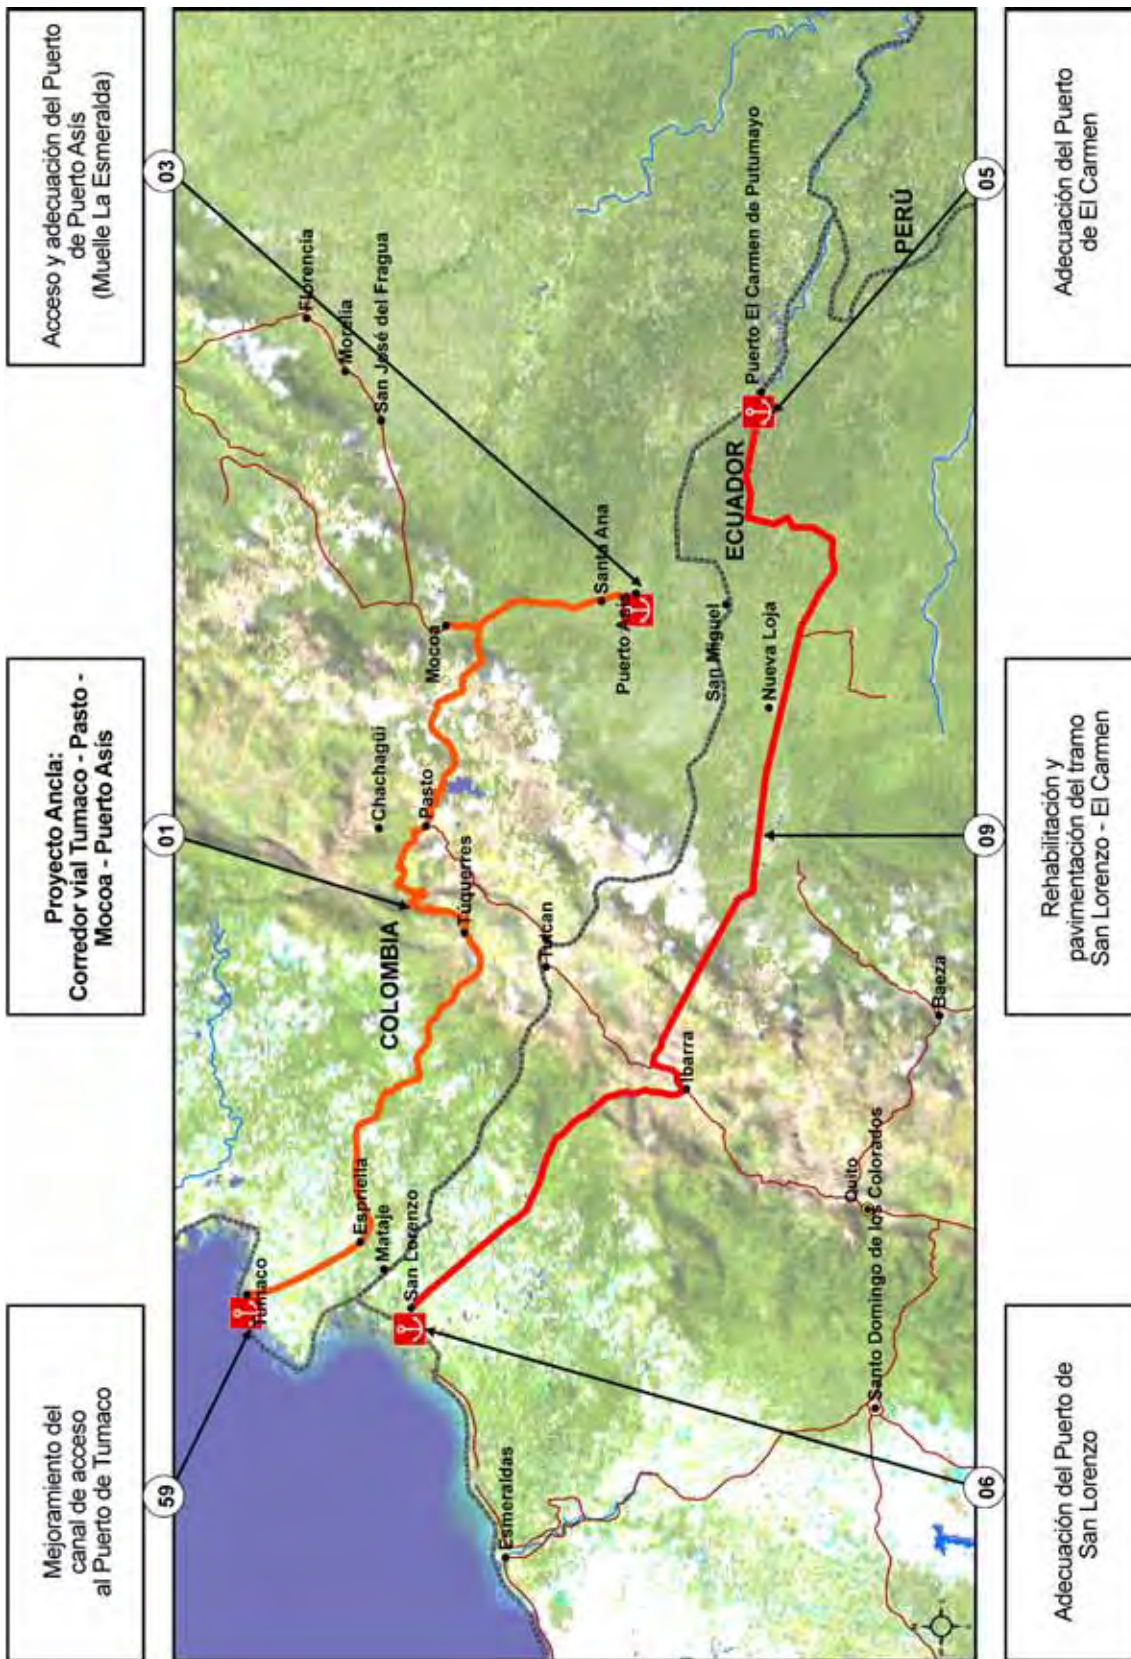 Mejoramiento del
canal de acceso
al Puerto de Tumaco
Proyecto Ancla:
Corredor vial Tumaco - Pasto -
Mocoa - Puerto Asís
Acceso y adecuación del Puerto
de Puerto Asís
(Muelle La Esmeralda)
59
01
03
Tumaco
Florencia
Morelia
San José del Fragua
Espriella
Mataje
Chachagüí
COLOMBIA
San Lorenzo
Pasto
Mocoa
Túquerres
Esmeraldas
Tulcan
Santa Ana
Puerto Asís
Ibarra
San Miguel
ECUADOR
Puerto El Carmen de Putumayo
Nueva Loja
Quito
Santo Domingo de los Colorados
PERÚ
Baeza
06
09
05
Adecuación del Puerto de
San Lorenzo
Rehabilitación y
pavimentación del tramo
San Lorenzo - El Carmen
Adecuación del Puerto
de El Carmen